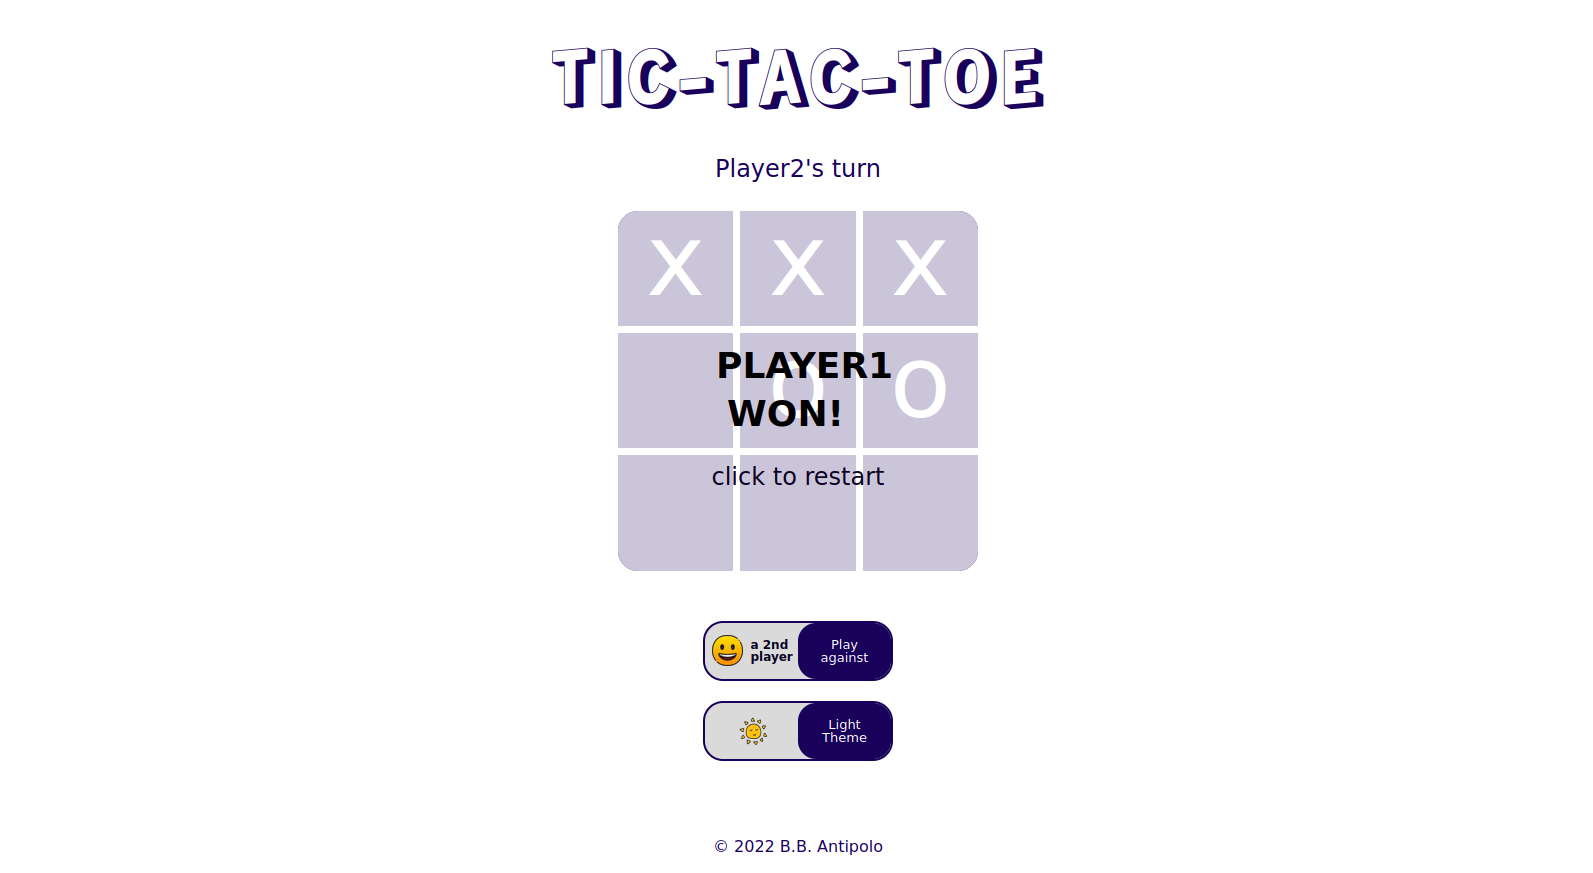 TIC-TAC-TOE
Player2's turn
X X X
O O
PLAYER1
WON!
click to restart
a 2nd
player
Play
against
Light
Theme
© 2022 B.B. Antipolo